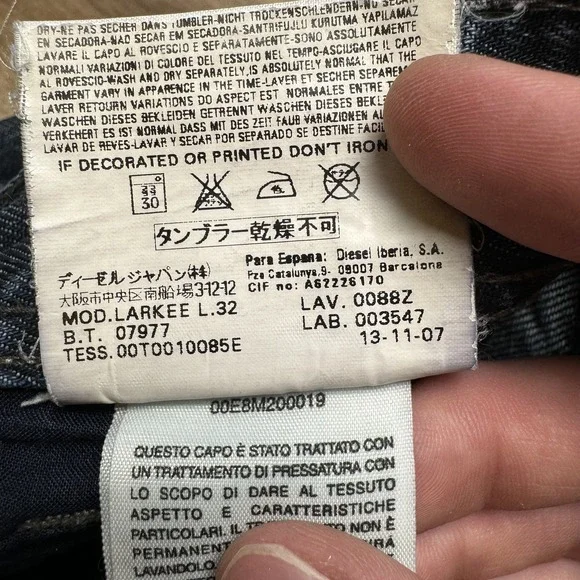 DRY-NE PAS SECHER DANS TUMBLER-NICHT TROCKENSCHLENDERN-NO SECAR
EN SECADORA-NAO SECAR EM SECADORA-SANTRIFUJLU KURUTMA YAPILAMAZ
LAVARE IL CAPO AL ROVESCIO E SEPARATAMENTE-SONO ASSOLUTAMENTE
NORMALI VARIAZIONI DI COLORE DEL TESSUTO NEL TEMPO-ASCIUGARE IL CAPO
AL ROVESCIO-WASH AND DRY SEPARATELY, IS ABSOLUTELY NORMAL THAT THE
GARMENT VARY IN APPARENCE IN THE TIME-LAVER ET SECHER SEPAREM
LAVER RETOURN VARIATIONS DO ASPECT EST NORMALES ENTRE T
WASCHEN DIESES BEKLEIDEN GETRENNT WASCHEN DIESES BEKL
VERKEHERT ES IST NORMAL DASS MIT DES ZEIT FAUB VARIATIONEN AL
LAVAR DE REVES-LAVAR Y SECAR POR SEPARADO SE DESTINE FACIL
IF DECORATED OR PRINTED DON'T IRON
30
タンブラー乾燥不可
ディーゼルジャパン(株)
大阪市中央区南船場3-12-12
Para Espana: Diesel Iberia, S.A.
Pza Catalunya,9- 08007 Barcelona
CIF no: A62226170
MOD.LARKEE L.32
B.T. 07977
TESS.00T0010085E
LAV. 0088Z
LAB. 003547
13-11-07
00E8M200019
QUESTO CAPO È STATO TRATTATO CON
UN TRATTAMENTO DI PRESSATURA CON
LO SCOPO DI DARE AL TESSUTO
ASPETTO E CARATTERISTICHE
PARTICOLARI. IL NON È
PERMANENT
LAVANDOLO